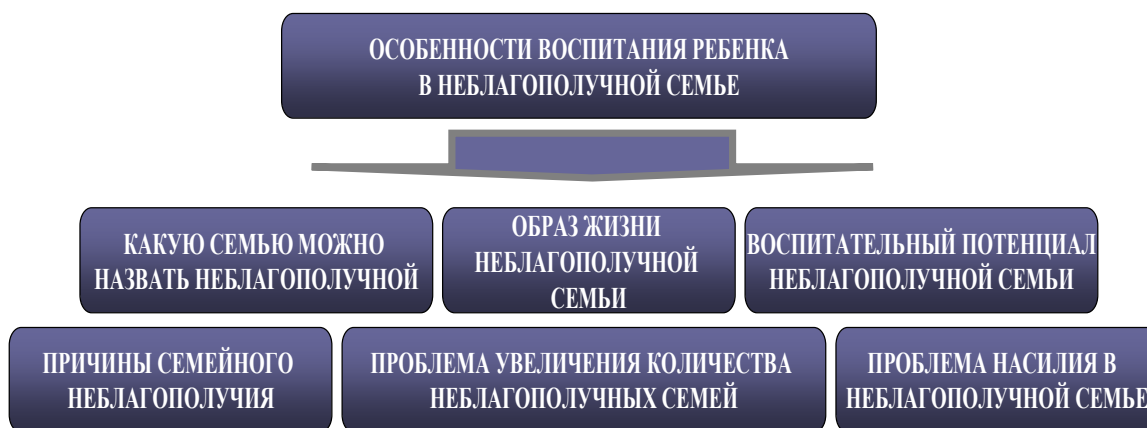 ОСОБЕННОСТИ ВОСПИТАНИЯ РЕБЕНКА
В НЕБЛАГОПОЛУЧНОЙ СЕМЬЕ
КАКУЮ СЕМЬЮ МОЖНО
НАЗВАТЬ НЕБЛАГОПОЛУЧНОЙ
ОБРАЗ ЖИЗНИ
НЕБЛАГОПОЛУЧНОЙ
СЕМЬИ
ВОСПИТАТЕЛЬНЫЙ ПОТЕНЦИАЛ
НЕБЛАГОПОЛУЧНОЙ СЕМЬИ
ПРИЧИНЫ СЕМЕЙНОГО
НЕБЛАГОПОЛУЧИЯ
ПРОБЛЕМА УВЕЛИЧЕНИЯ КОЛИЧЕСТВА
НЕБЛАГОПОЛУЧНЫХ СЕМЕЙ
ПРОБЛЕМА НАСИЛИЯ В
НЕБЛАГОПОЛУЧНОЙ СЕМЬЕ